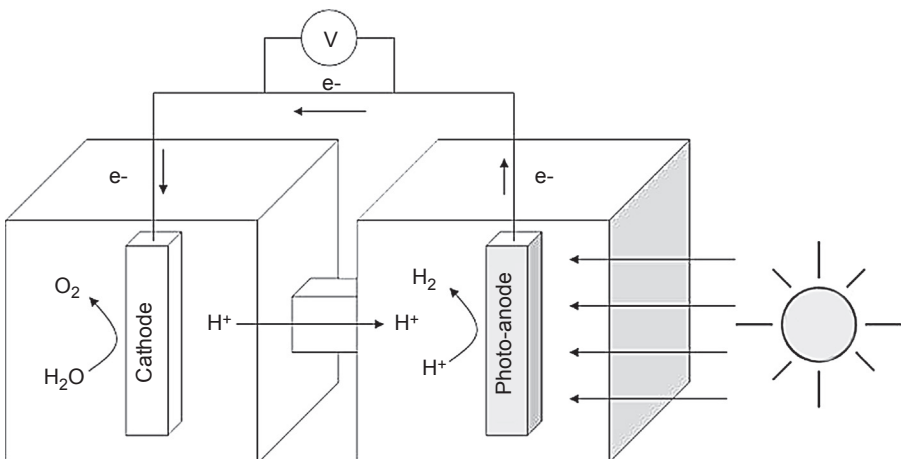 V
e-
e-
e-
O₂
H₂O
Cathode
H⁺
H⁺
H₂
H⁺
Photo-anode